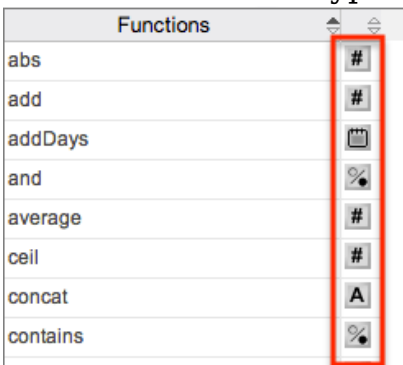 Functions
abs #
add #
addDays
and
average #
ceil #
concat A
contains